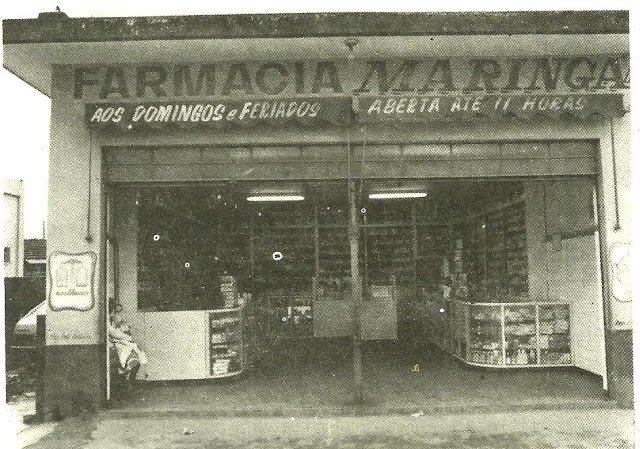 FARMACIA MARINGA
AOS DOMINGOS e FERIADOS ABERTA ATE 11 HORAS